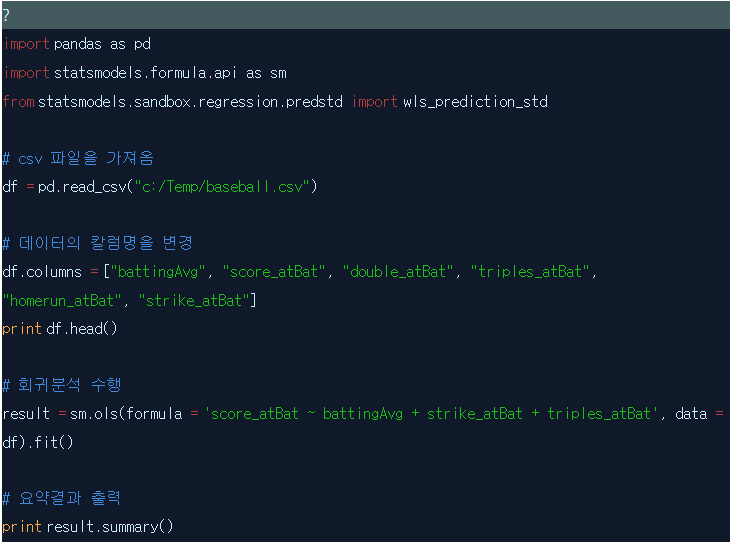 ?
import pandas as pd
import statsmodels.formula.api as sm
from statsmodels.sandbox.regression.predstd import wls_prediction_std
# csv 파일을 가져옴
df = pd.read_csv("c:/Temp/baseball.csv")
# 데이터의 칼럼명을 변경
df.columns = ["battingAvg", "score_atBat", "double_atBat", "triples_atBat",
"homerun_atBat", "strike_atBat"]
print df.head()
# 회귀분석 수행
result = sm.ols(formula = 'score_atBat ~ battingAvg + strike_atBat + triples_atBat', data =
df).fit()
# 요약결과 출력
print result.summary()